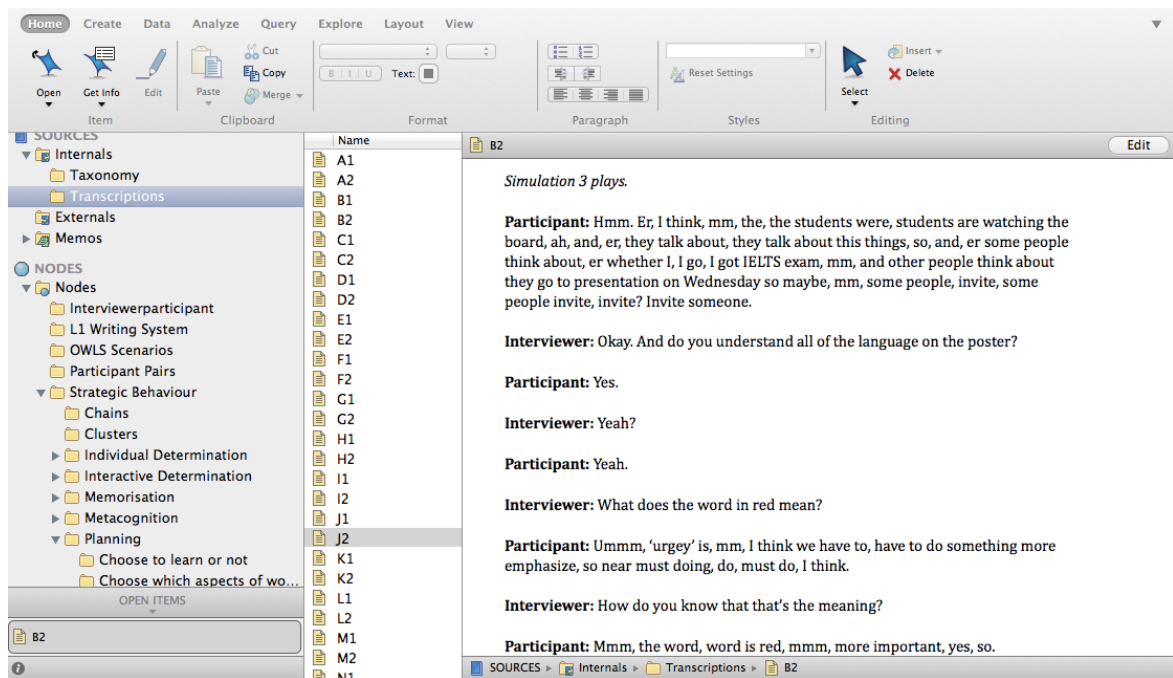 Home Create Data Analyze Query Explore Layout View
Open
Get Info
Edit
Item
Paste
Cut
Copy
Merge
Clipboard
B I U Text:
Format
Paragraph
Reset Settings
Styles
Select
Insert
Delete
Editing
SOURCES
Internals
Taxonomy
Transcriptions
Externals
Memos
NODES
Nodes
Interviewerparticipant
L1 Writing System
OWLS Scenarios
Participant Pairs
Strategic Behaviour
Chains
Clusters
Individual Determination
Interactive Determination
Memorisation
Metacognition
Planning
Choose to learn or not
Choose which aspects of wo...
OPEN ITEMS
B2
Name
A1
A2
B1
B2
C1
C2
D1
D2
E1
E2
F1
F2
G1
G2
H1
H2
I1
I2
J1
J2
K1
K2
L1
L2
M1
M2
N1
B2 Edit
Simulation 3 plays.
Participant: Hmm. Er, I think, mm, the, the students were, students are watching the
board, ah, and, er, they talk about, they talk about this things, so, and, er some people
think about, er whether I, I go, I got IELTS exam, mm, and other people think about
they go to presentation on Wednesday so maybe, mm, some people, invite, some
people invite, invite? Invite someone.
Interviewer: Okay. And do you understand all of the language on the poster?
Participant: Yes.
Interviewer: Yeah?
Participant: Yeah.
Interviewer: What does the word in red mean?
Participant: Ummm, ‘urgey’ is, mm, I think we have to, have to do something more
emphasize, so near must doing, do, must do, I think.
Interviewer: How do you know that that’s the meaning?
Participant: Mmm, the word, word is red, mmm, more important, yes, so.
SOURCES Internals Transcriptions B2